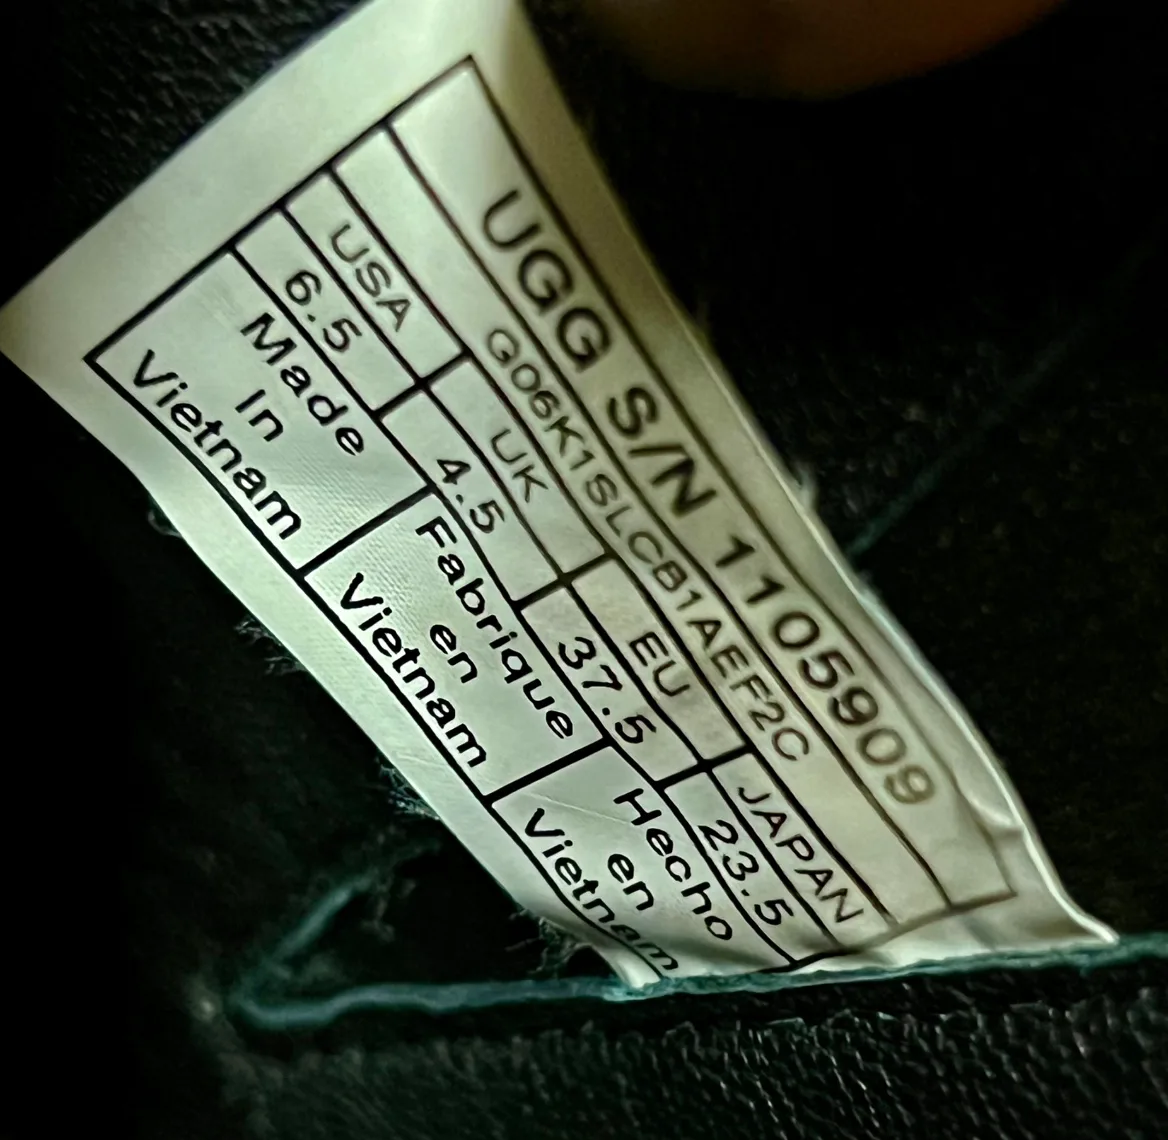 UGG S/N 1105909
G06K1SLCB1AEF2C
USA UK EU JAPAN
6.5 4.5 37.5 23.5
Made Fabrique Hecho
In en en
Vietnam Vietnam Vietnam